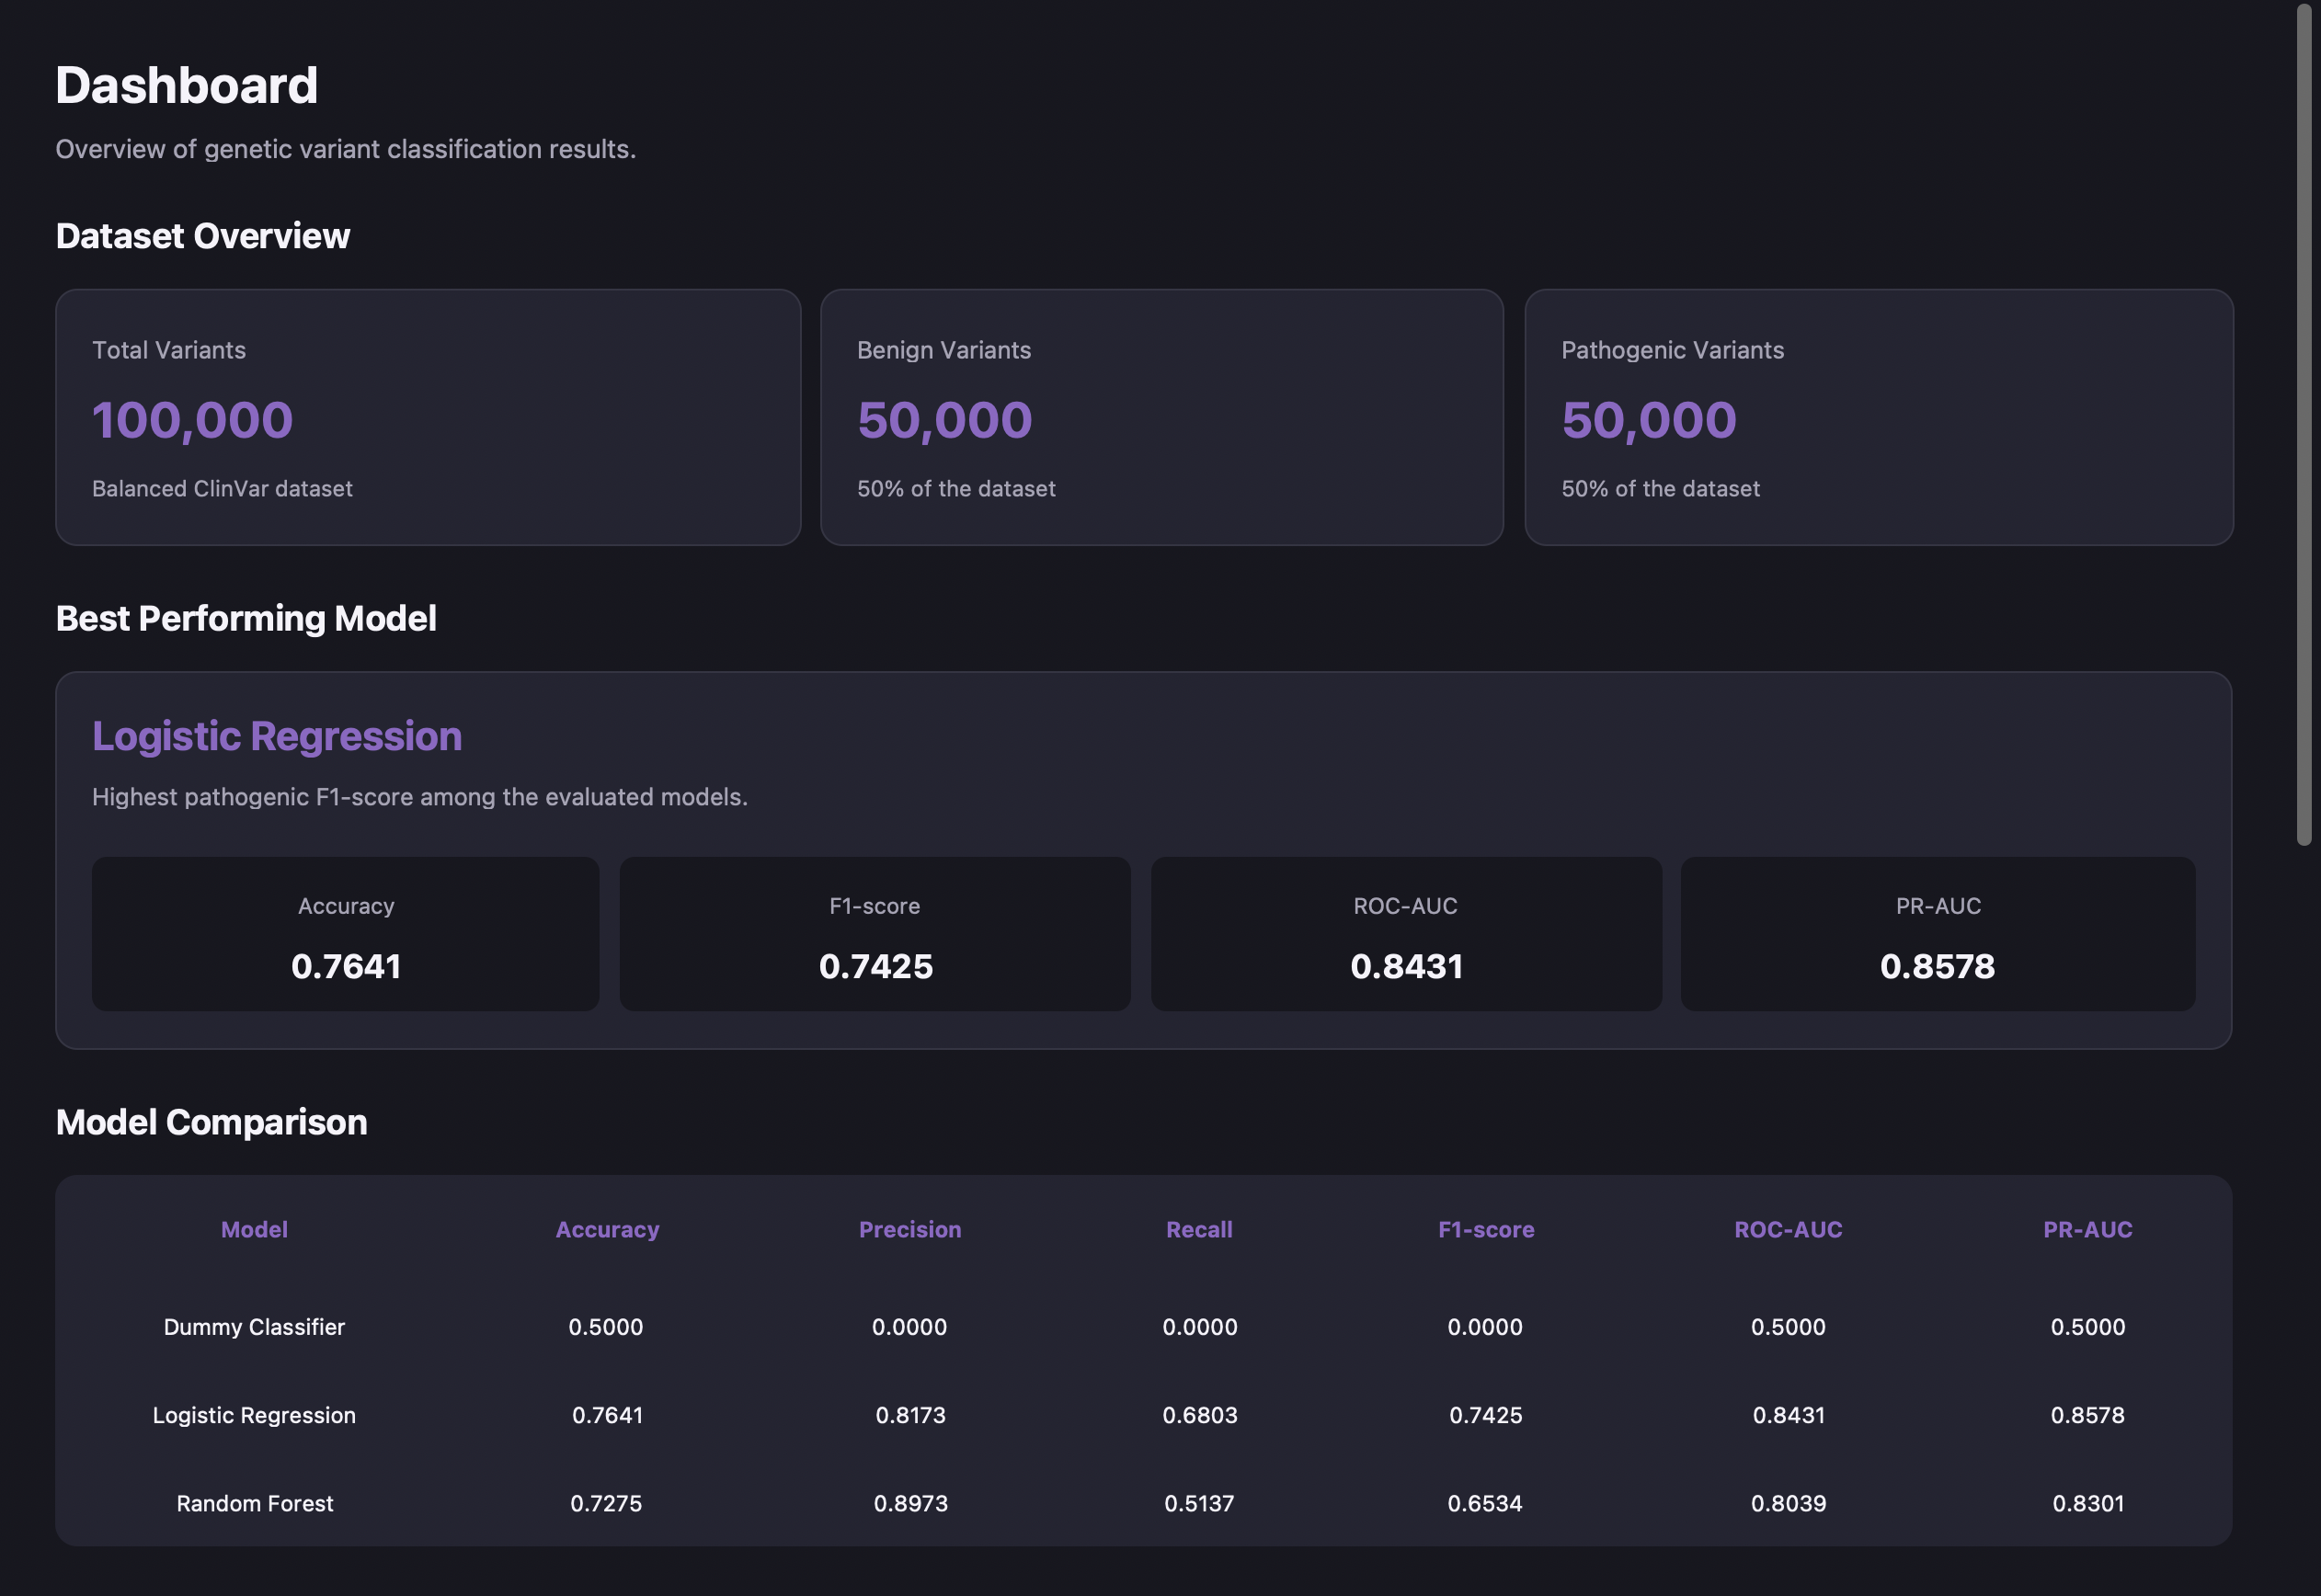 Dashboard
Overview of genetic variant classification results.
Dataset Overview
Total Variants
100,000
Balanced ClinVar dataset
Benign Variants
50,000
50% of the dataset
Pathogenic Variants
50,000
50% of the dataset
Best Performing Model
Logistic Regression
Highest pathogenic F1-score among the evaluated models.
Accuracy
0.7641
F1-score
0.7425
ROC-AUC
0.8431
PR-AUC
0.8578
Model Comparison
Model Accuracy Precision Recall F1-score ROC-AUC PR-AUC
Dummy Classifier 0.5000 0.0000 0.0000 0.0000 0.5000 0.5000
Logistic Regression 0.7641 0.8173 0.6803 0.7425 0.8431 0.8578
Random Forest 0.7275 0.8973 0.5137 0.6534 0.8039 0.8301